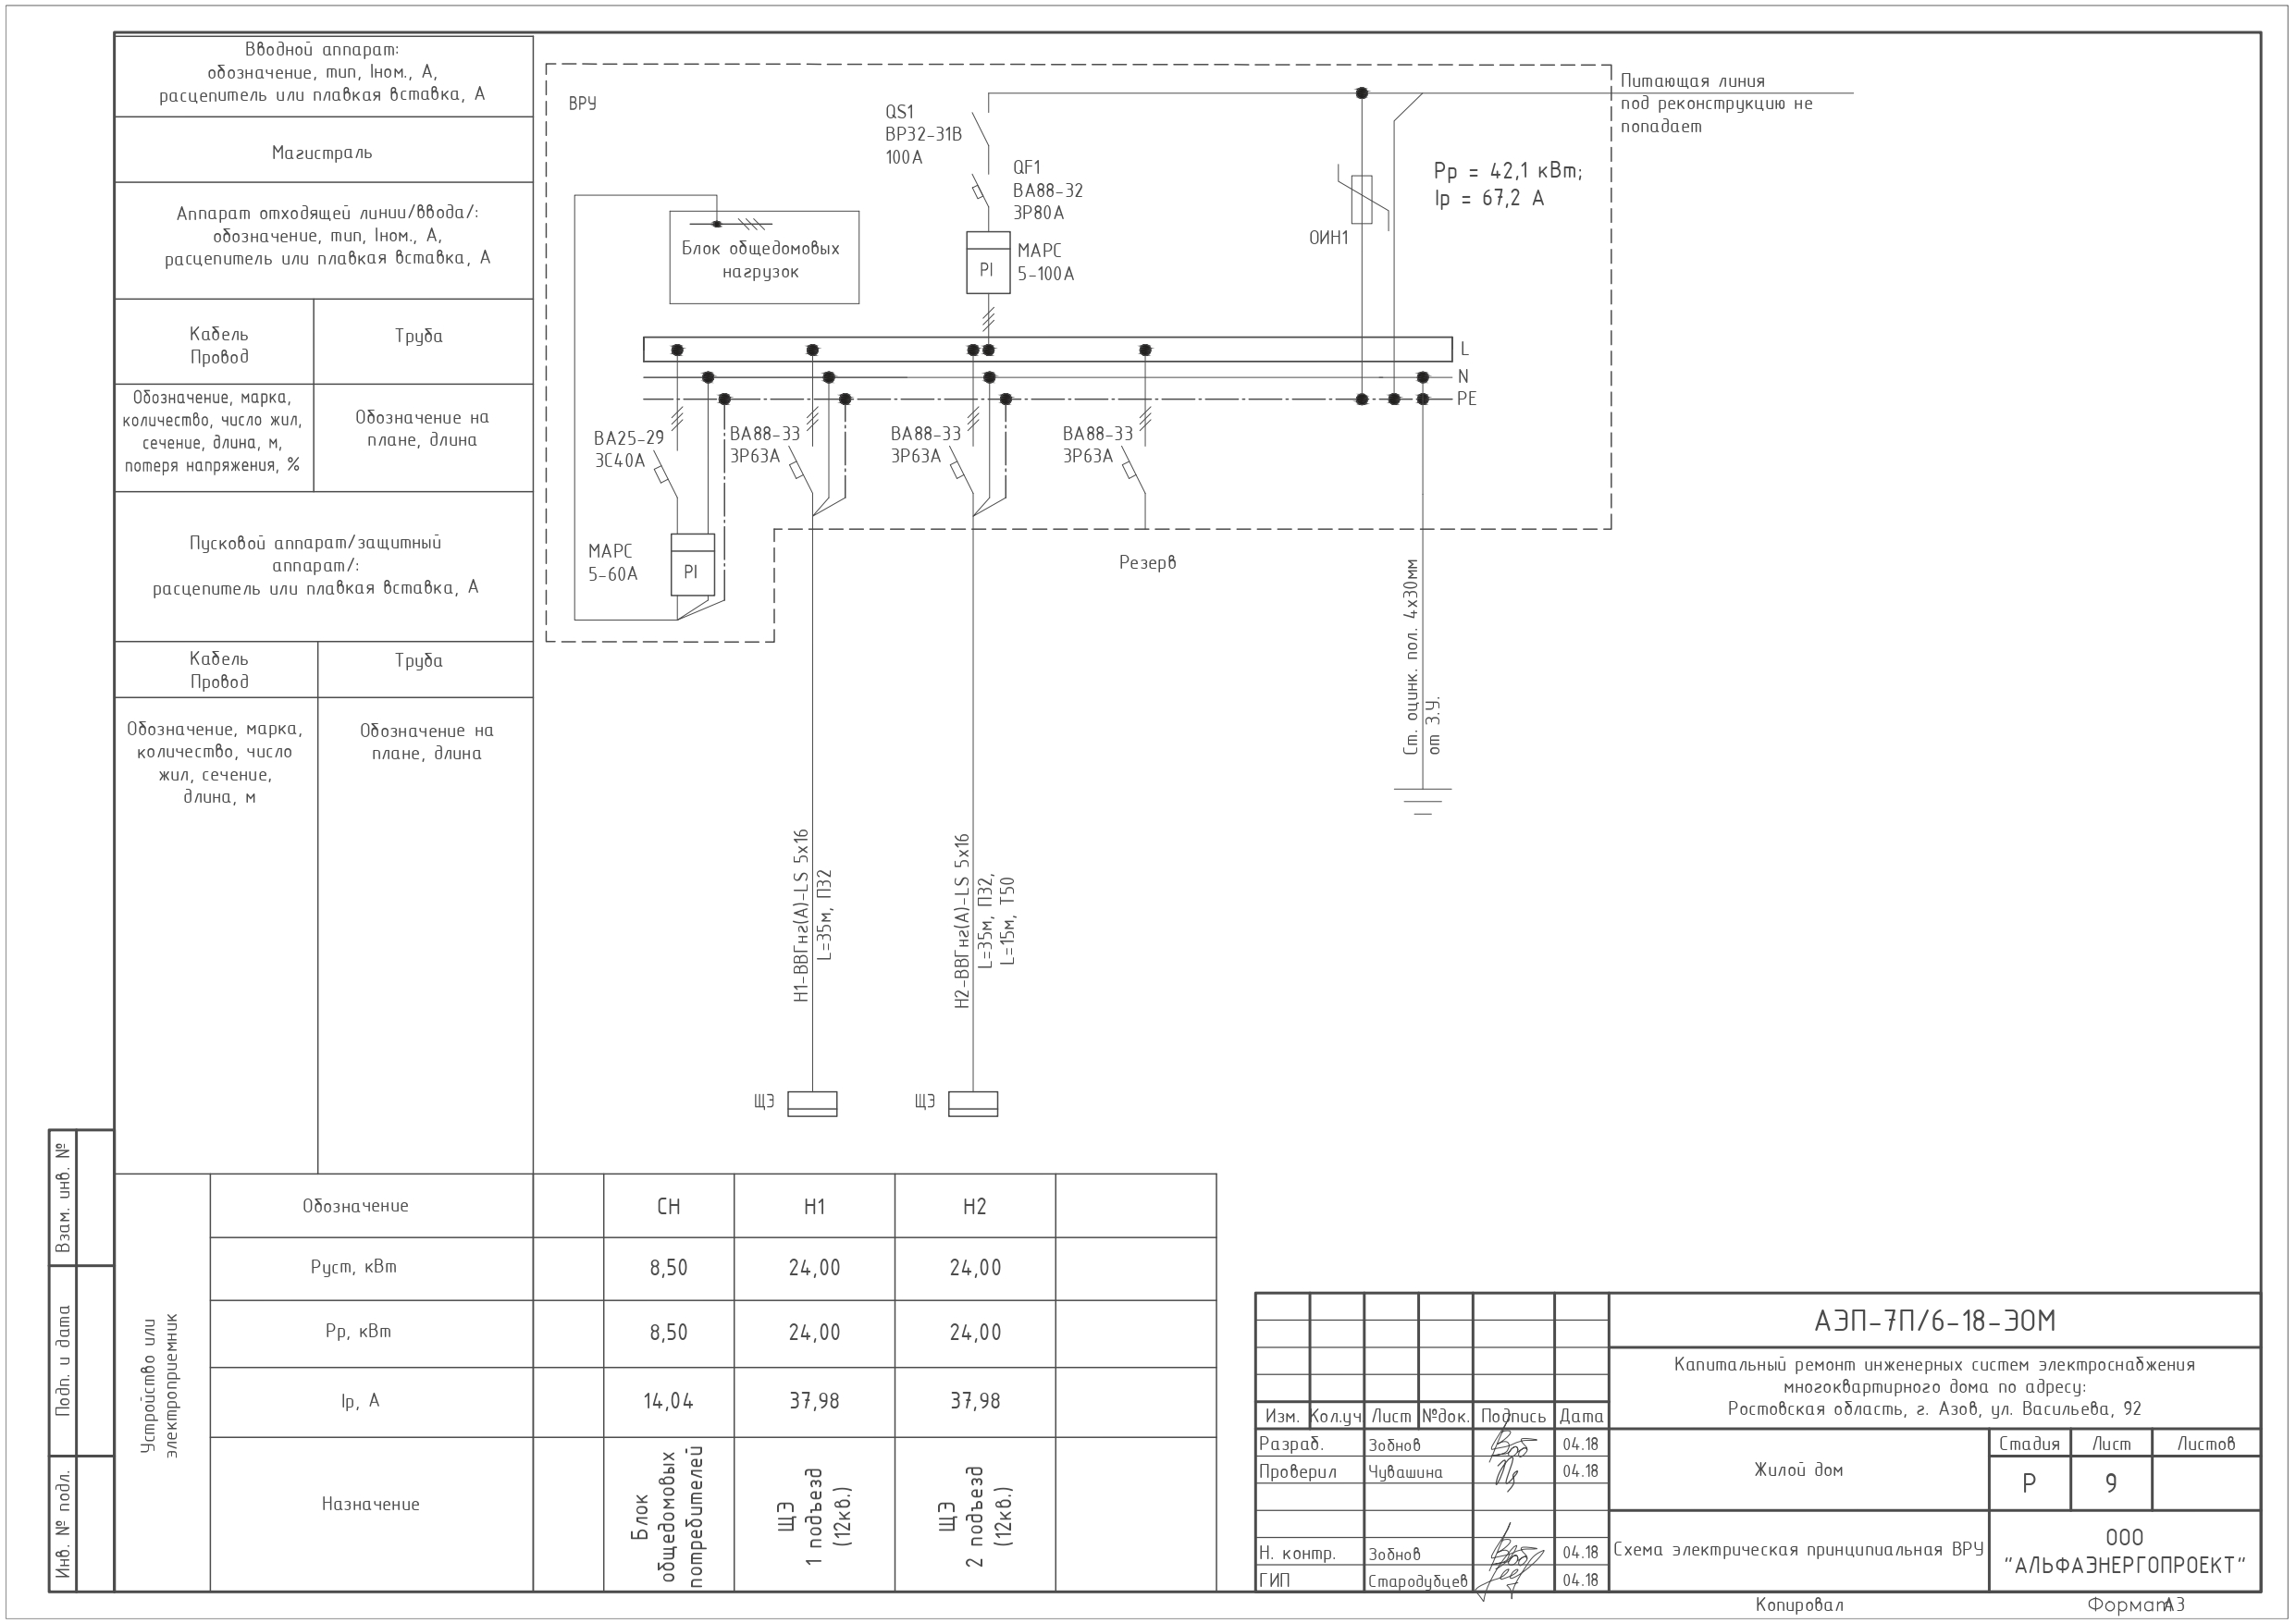 Вводной аппарат:
обозначение, тип, Iном., А,
расцепитель или плавкая вставка, А
Магистраль
Аппарат отходящей линии/ввода/:
обозначение, тип, Iном., А,
расцепитель или плавкая вставка, А
Кабель
Провод
Труба
Обозначение, марка,
количество, число жил,
сечение, длина, м,
потеря напряжения, %
Обозначение на
плане, длина
Пусковой аппарат/защитный
аппарат/:
расцепитель или плавкая вставка, А
Кабель
Провод
Труба
Обозначение, марка,
количество, число
жил, сечение,
длина, м
Обозначение на
плане, длина
ВРУ
QS1
ВР32-31В
100А
QF1
ВА88-32
3Р80А
МАРС
5-100А
PI
Блок общедомовых
нагрузок
ОИН1
Рр = 42,1 кВт;
Iр = 67,2 А
Питающая линия
под реконструкцию не
попадает
L
N
PE
ВА25-29
3С40А
ВА88-33
3Р63А
ВА88-33
3Р63А
ВА88-33
3Р63А
МАРС
5-60А
PI
Резерв
Ст. оцинк. пол. 4х30мм
от З.У.
Н1-ВВГнг(А)-LS 5х16
L=35м, П32
Н2-ВВГнг(А)-LS 5х16
L=35м, П32,
L=15м, Т50
ЩЭ
ЩЭ
Устройство или
электроприемник
Обозначение
СН
Н1
Н2
Руст, кВт
8,50
24,00
24,00
Рр, кВт
8,50
24,00
24,00
Iр, А
14,04
37,98
37,98
Назначение
Блок
общедомовых
потребителей
ЩЭ
1 подъезд
(12кв.)
ЩЭ
2 подъезд
(12кв.)
Взам. инв. №
Подп. и дата
Инв. № подл.
АЭП-7П/6-18-ЭОМ
Капитальный ремонт инженерных систем электроснабжения
многоквартирного дома по адресу:
Ростовская область, г. Азов, ул. Васильева, 92
Изм. Кол.уч. Лист №док. Подпись Дата
Разраб. Зобнов 04.18
Проверил Чувашина 04.18
Н. контр. Зобнов 04.18
ГИП Стародубцев 04.18
Жилой дом
Стадия Лист Листов
Р 9
Схема электрическая принципиальная ВРУ
ООО
"АЛЬФАЭНЕРГОПРОЕКТ"
Копировал
Формат А3